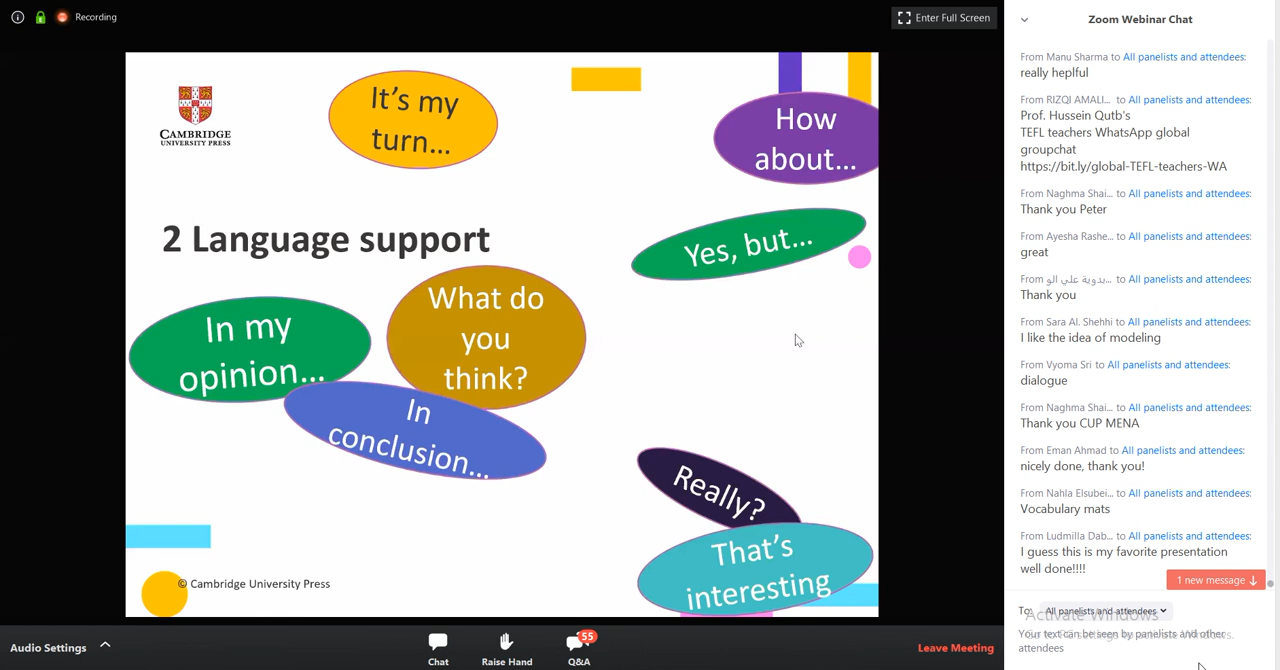 Recording
Enter Full Screen
CAMBRIDGE
UNIVERSITY PRESS
It's my
turn...
How
about...
2 Language support
Yes, but...
In my
opinion...
What do
you
think?
In
conclusion...
Really?
That's
interesting
© Cambridge University Press
Audio Settings
Chat
Raise Hand
55
Q&A
Leave Meeting
Zoom Webinar Chat
From Manu Sharma to All panelists and attendees:
really heplful
From RIZQI AMALI... to All panelists and attendees:
Prof. Hussein Qutb's
TEFL teachers WhatsApp global
groupchat
https://bit.ly/global-TEFL-teachers-WA
From Naghma Shai... to All panelists and attendees:
Thank you Peter
From Ayesha Rashe... to All panelists and attendees:
great
From بدوية علي الو... to All panelists and attendees:
Thank you
From Sara Al. Shehhi to All panelists and attendees:
I like the idea of modeling
From Vyoma Sri to All panelists and attendees:
dialogue
From Naghma Shai... to All panelists and attendees:
Thank you CUP MENA
From Eman Ahmad to All panelists and attendees:
nicely done, thank you!
From Nahla Elsubei... to All panelists and attendees:
Vocabulary mats
From Ludmilla Dab... to All panelists and attendees:
I guess this is my favorite presentation
well done!!!!
1 new message
To: All panelists and attendees
Activate Windows
Your text can be seen by panelists and other
attendees